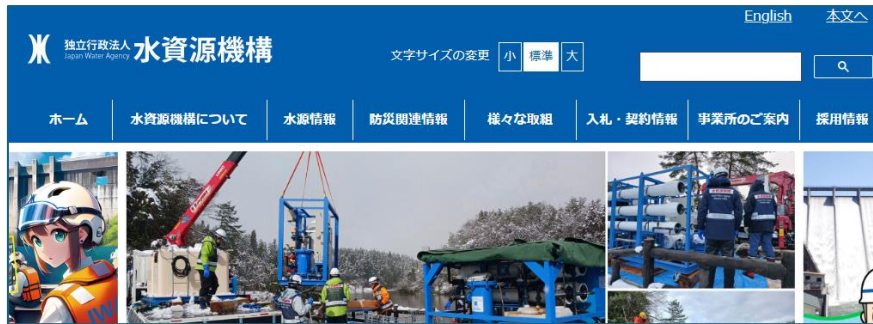 English 本文へ
独立行政法人 水資源機構
Japan Water Agency
文字サイズの変更 小 標準 大
ホーム 水資源機構について 水源情報 防災関連情報 様々な取組 入札・契約情報 事業所のご案内 採用情報